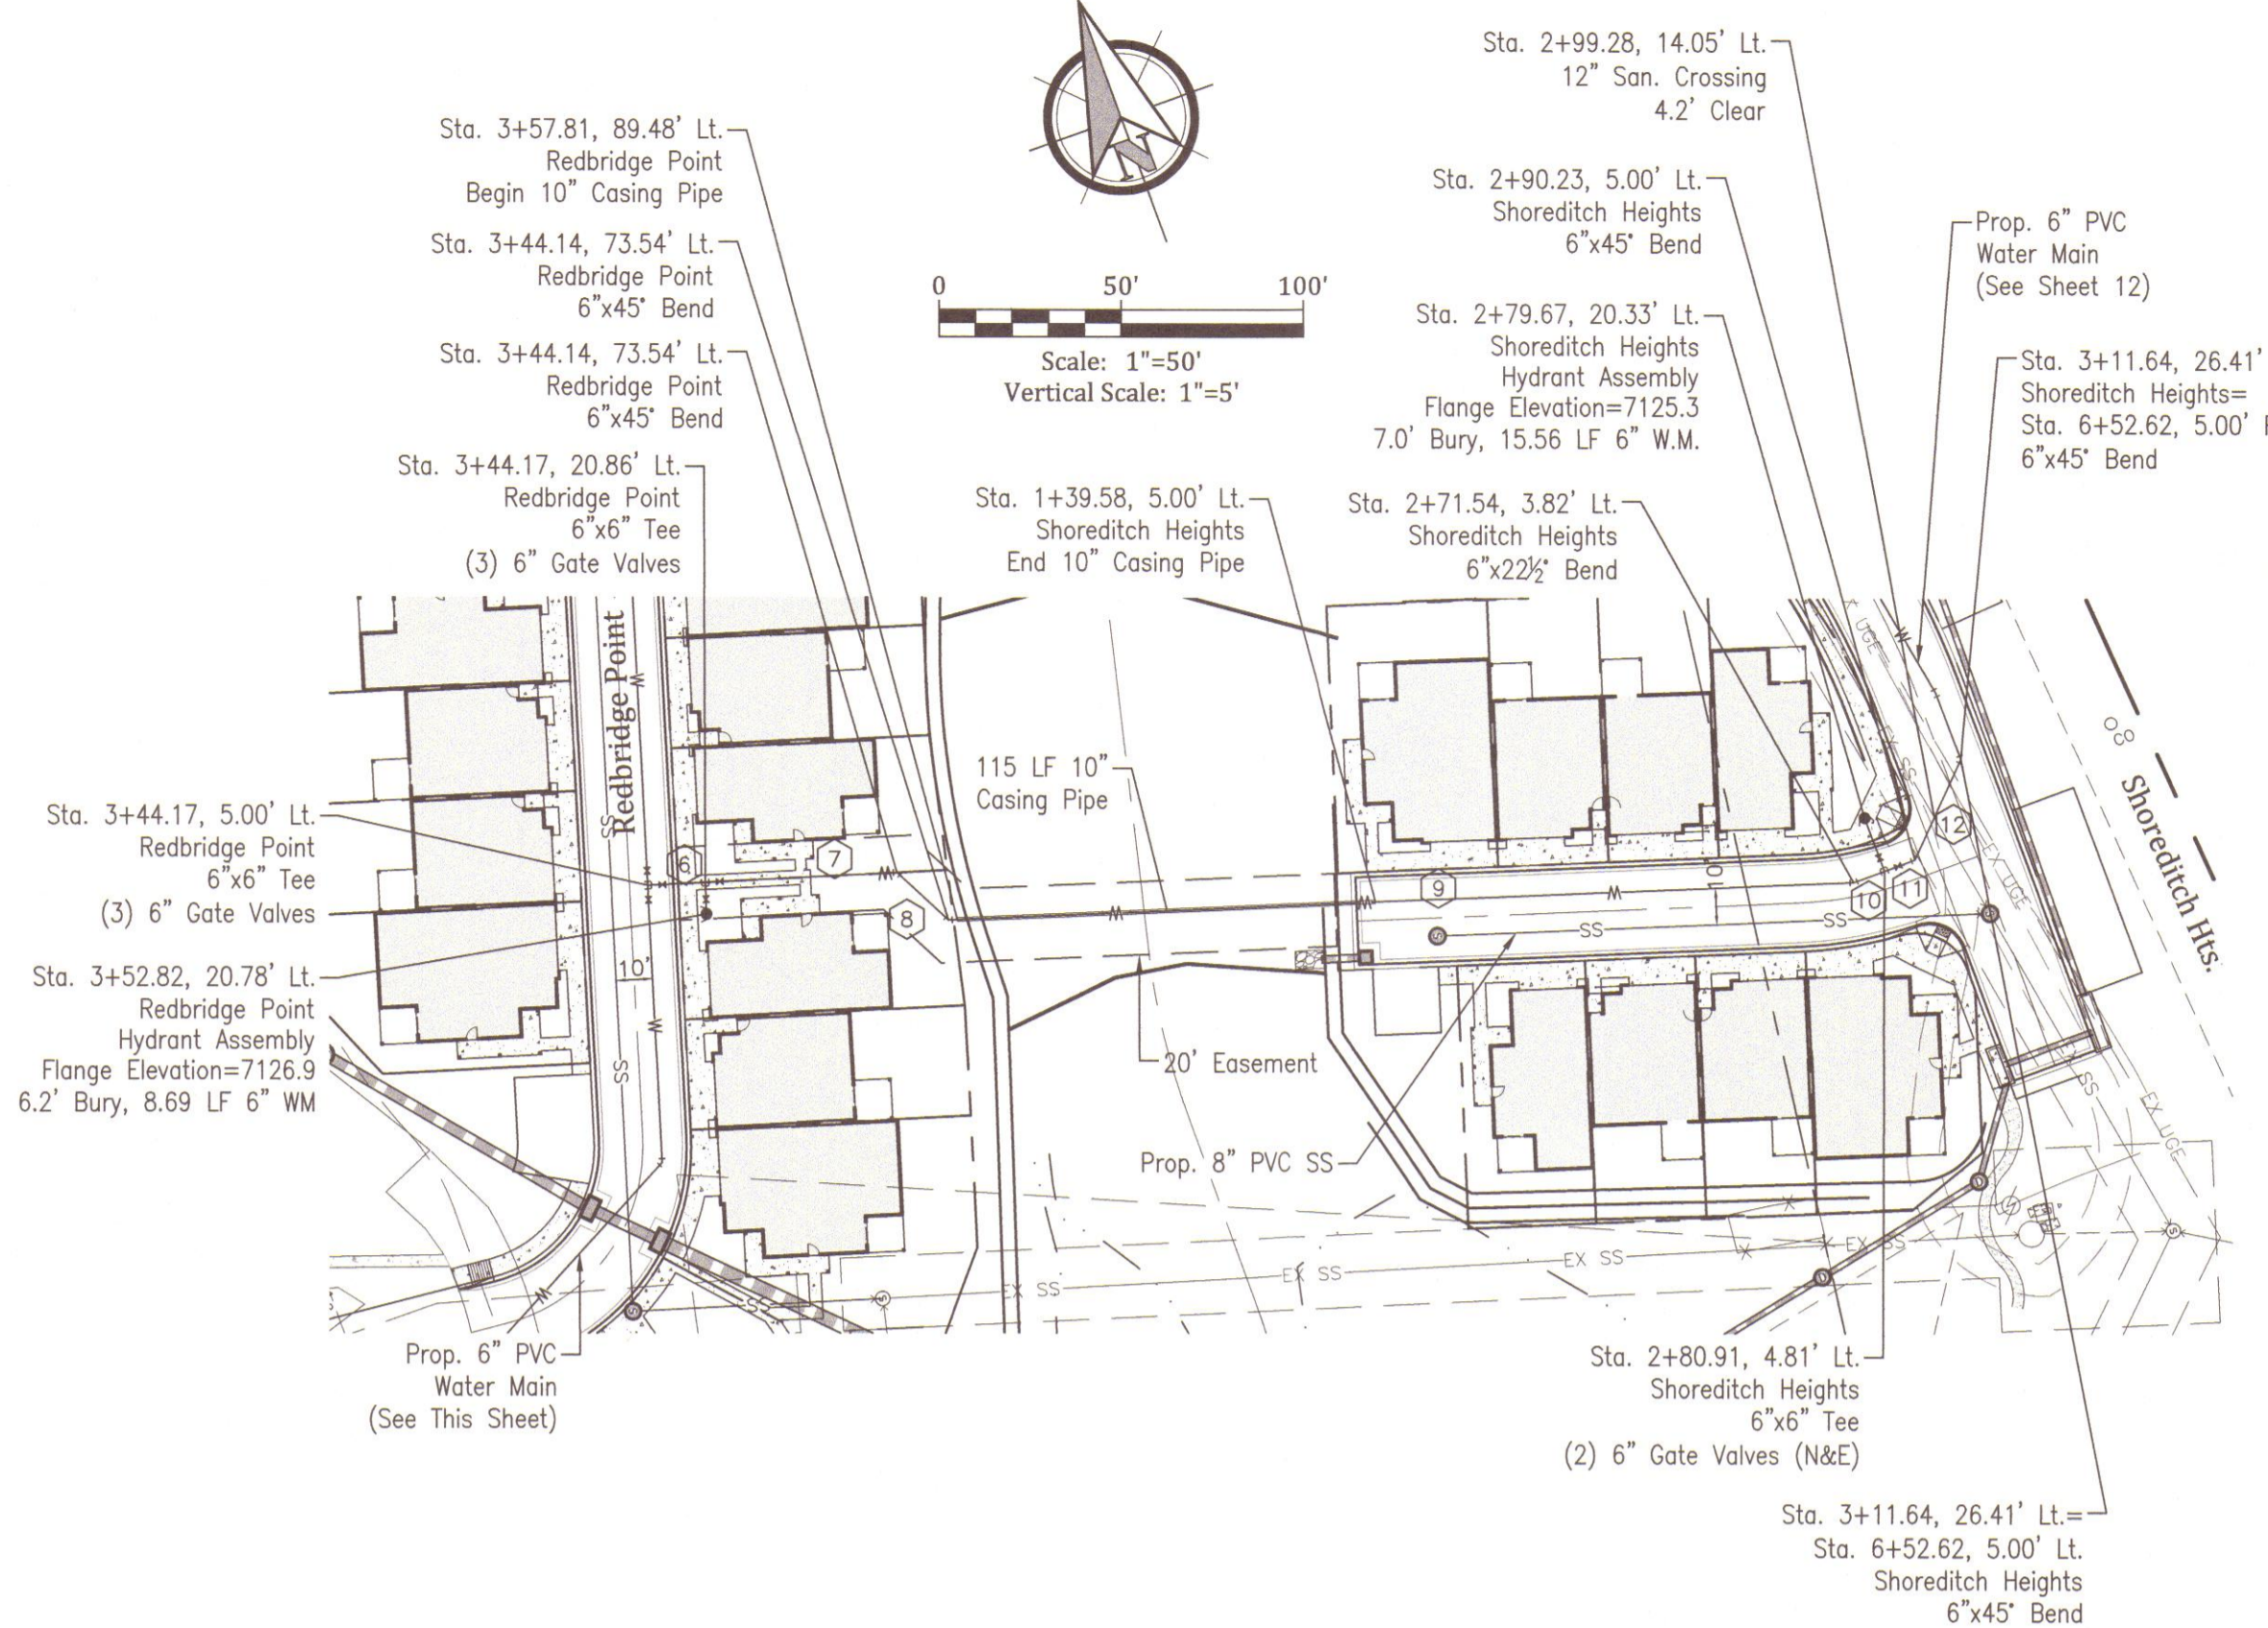 Sta. 3+57.81, 89.48' Lt.
Redbridge Point
Begin 10" Casing Pipe
Sta. 3+44.14, 73.54' Lt.
Redbridge Point
6"x45° Bend
Sta. 3+44.14, 73.54' Lt.
Redbridge Point
6"x45° Bend
Sta. 3+44.17, 20.86' Lt.
Redbridge Point
6"x6" Tee
(3) 6" Gate Valves
N
0 50' 100'
Scale: 1"=50'
Vertical Scale: 1"=5'
Sta. 1+39.58, 5.00' Lt.
Shoreditch Heights
End 10" Casing Pipe
Sta. 2+99.28, 14.05' Lt.
12" San. Crossing
4.2' Clear
Sta. 2+90.23, 5.00' Lt.
Shoreditch Heights
6"x45° Bend
Sta. 2+79.67, 20.33' Lt.
Shoreditch Heights
Hydrant Assembly
Flange Elevation=7125.3
7.0' Bury, 15.56 LF 6" W.M.
Sta. 2+71.54, 3.82' Lt.
Shoreditch Heights
6"x22½° Bend
Prop. 6" PVC
Water Main
(See Sheet 12)
Sta. 3+11.64, 26.41'
Shoreditch Heights=
Sta. 6+52.62, 5.00'
6"x45° Bend
Redbridge Point
Sta. 3+44.17, 5.00' Lt.
Redbridge Point
6"x6" Tee
(3) 6" Gate Valves
Sta. 3+52.82, 20.78' Lt.
Redbridge Point
Hydrant Assembly
Flange Elevation=7126.9
6.2' Bury, 8.69 LF 6" WM
10'
SS
SS
W
W
W
W
6
7
8
115 LF 10"
Casing Pipe
W
W
W
20' Easement
9
10
11
12
10'
SS
SS
Prop. 8" PVC SS
W
UGE
EX SS
EX UGE
EX UGE
SS
08
Shoreditch Hts.
SS
EX SS
EX SS
EX SS
EX SS
S
S
S
S
S
D
D
Prop. 6" PVC
Water Main
(See This Sheet)
Sta. 2+80.91, 4.81' Lt.
Shoreditch Heights
6"x6" Tee
(2) 6" Gate Valves (N&E)
Sta. 3+11.64, 26.41' Lt.=
Sta. 6+52.62, 5.00' Lt.
Shoreditch Heights
6"x45° Bend